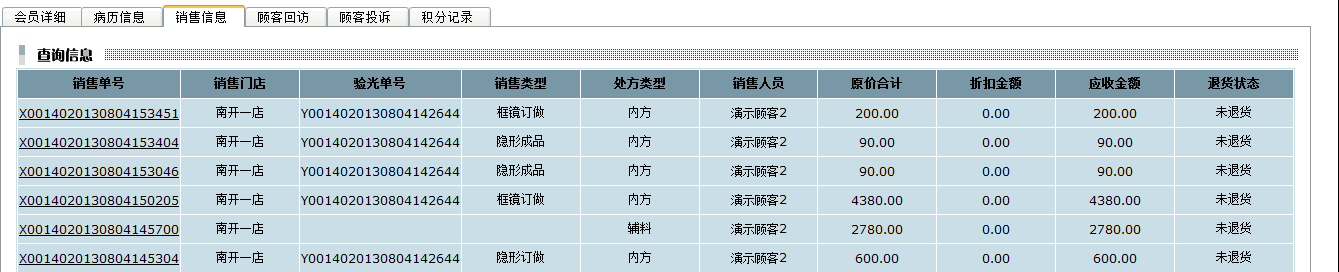 会员详细 病历信息 销售信息 顾客回访 顾客投诉 积分记录
查询信息
销售单号 销售门店 验光单号 销售类型 处方类型 销售人员 原价合计 折扣金额 应收金额 退货状态
X0014020130804153451 南开一店 Y0014020130804142644 框镜订做 内方 演示顾客2 200.00 0.00 200.00 未退货
X0014020130804153404 南开一店 Y0014020130804142644 隐形成品 内方 演示顾客2 90.00 0.00 90.00 未退货
X0014020130804153046 南开一店 Y0014020130804142644 隐形成品 内方 演示顾客2 90.00 0.00 90.00 未退货
X0014020130804150205 南开一店 Y0014020130804142644 框镜订做 内方 演示顾客2 4380.00 0.00 4380.00 未退货
X0014020130804145700 南开一店 辅料 演示顾客2 2780.00 0.00 2780.00 未退货
X0014020130804145304 南开一店 Y0014020130804142644 隐形订做 内方 演示顾客2 600.00 0.00 600.00 未退货